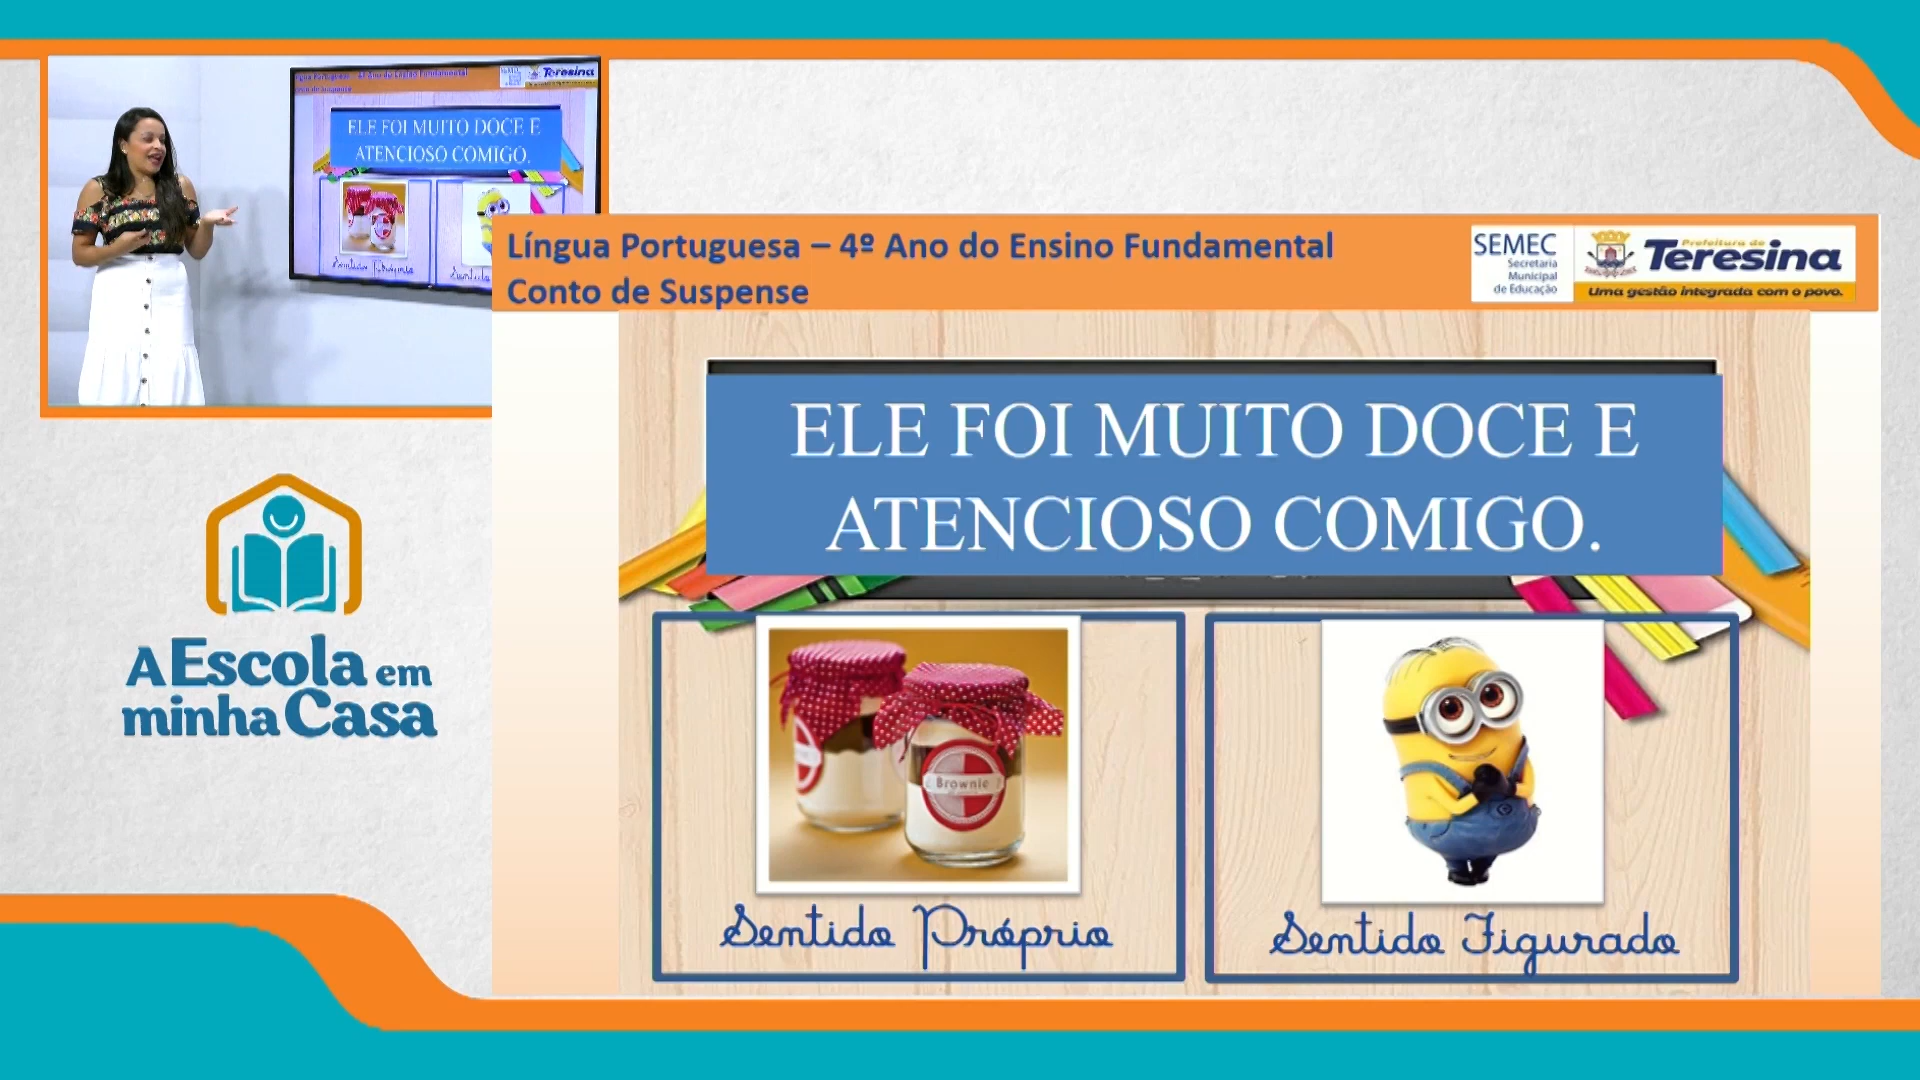 Língua Portuguesa – 4º Ano do Ensino Fundamental
Conto de Suspense
SEMEC
Secretaria
Municipal
de Educação
Prefeitura de
Teresina
Uma gestão integrada com o povo.
Teresina
ELE FOI MUITO DOCE E
ATENCIOSO COMIGO.
ELE FOI MUITO DOCE E
ATENCIOSO COMIGO.
Brownie
Sentido Próprio
Sentido Figurado
Sentido Próprio
A Escola em
minha Casa